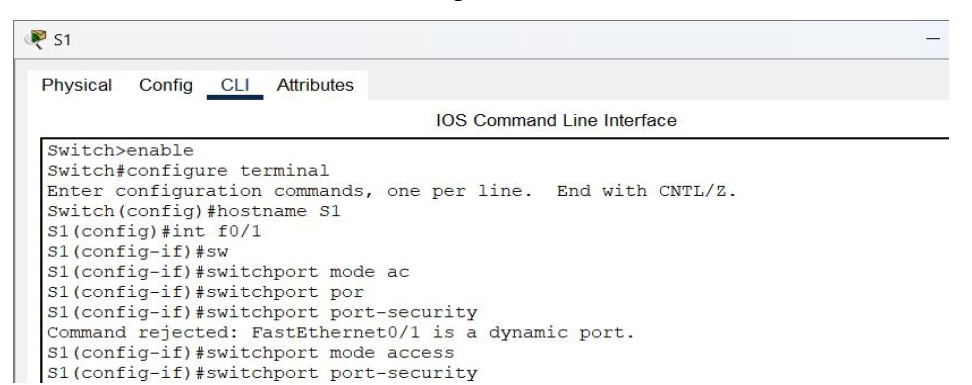 S1
Physical Config CLI Attributes
IOS Command Line Interface
Switch>enable
Switch#configure terminal
Enter configuration commands, one per line.  End with CNTL/Z.
Switch(config)#hostname S1
S1(config)#int f0/1
S1(config-if)#sw
S1(config-if)#switchport mode ac
S1(config-if)#switchport por
S1(config-if)#switchport port-security
Command rejected: FastEthernet0/1 is a dynamic port.
S1(config-if)#switchport mode access
S1(config-if)#switchport port-security